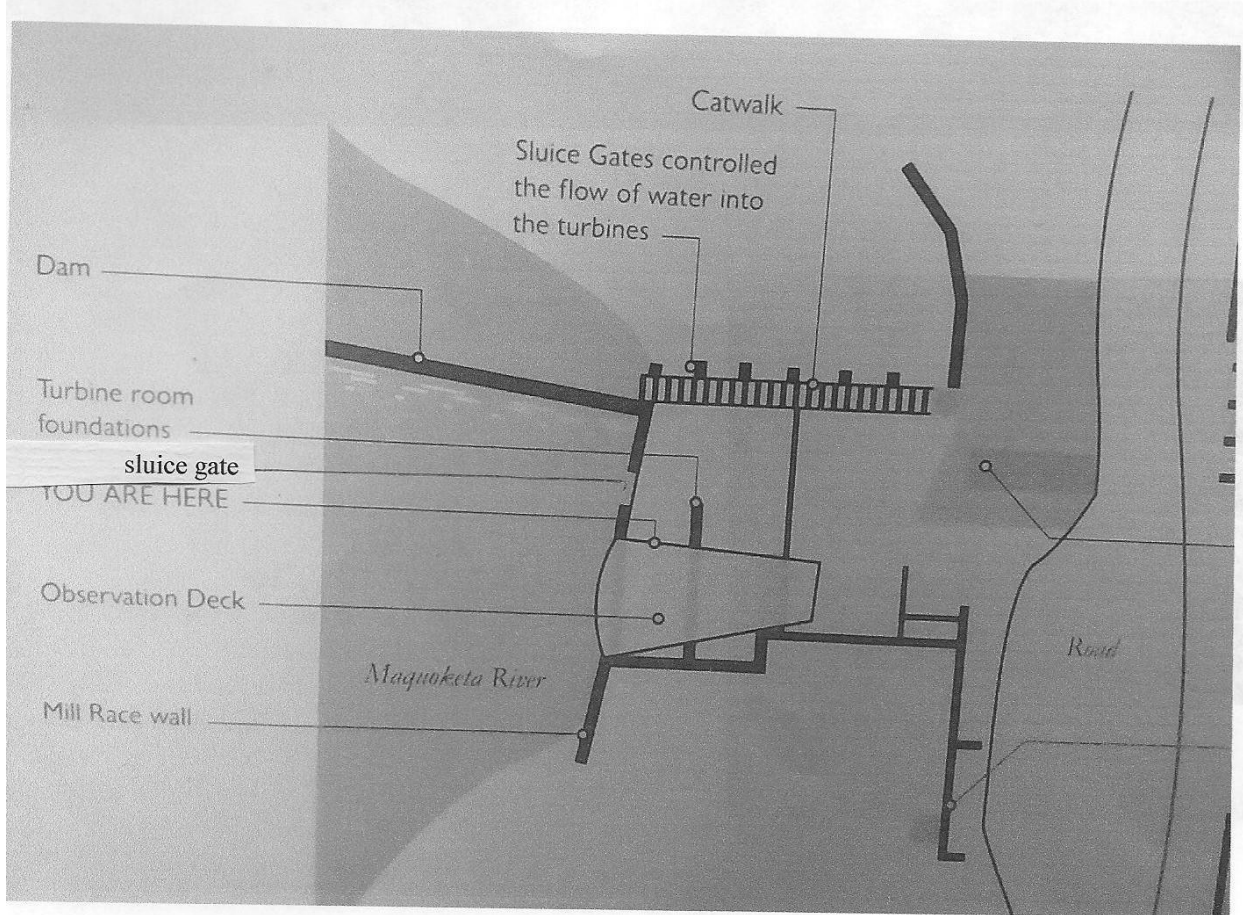 Catwalk
Sluice Gates controlled
the flow of water into
the turbines
Dam
Turbine room
foundations
sluice gate
YOU ARE HERE
Observation Deck
Maquoketa River
Road
Mill Race wall